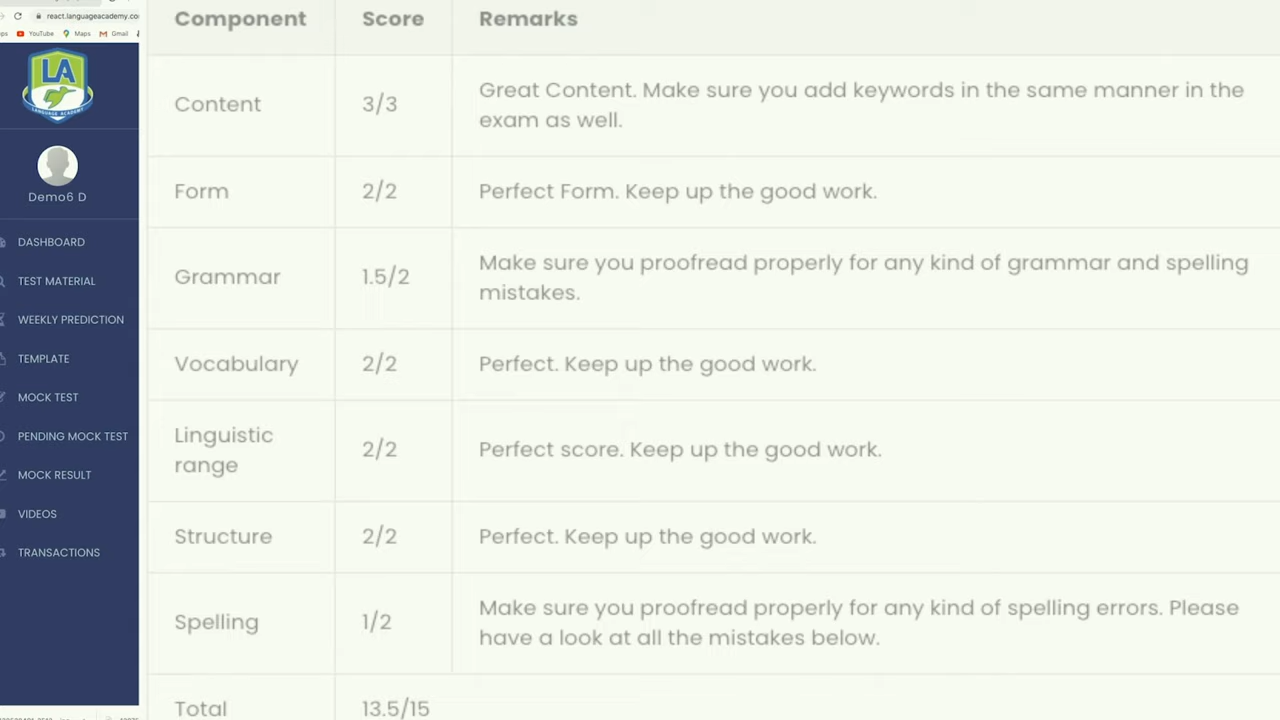 react.languageacademy.co
YouTube
Maps
Gmail
LA
LANGUAGE ACADEMY
Demo6 D
DASHBOARD
TEST MATERIAL
WEEKLY PREDICTION
TEMPLATE
MOCK TEST
PENDING MOCK TEST
MOCK RESULT
VIDEOS
TRANSACTIONS
Component Score Remarks
Content 3/3 Great Content. Make sure you add keywords in the same manner in the
exam as well.
Form 2/2 Perfect Form. Keep up the good work.
Grammar 1.5/2 Make sure you proofread properly for any kind of grammar and spelling
mistakes.
Vocabulary 2/2 Perfect. Keep up the good work.
Linguistic
range 2/2 Perfect score. Keep up the good work.
Structure 2/2 Perfect. Keep up the good work.
Spelling 1/2 Make sure you proofread properly for any kind of spelling errors. Please
have a look at all the mistakes below.
Total 13.5/15